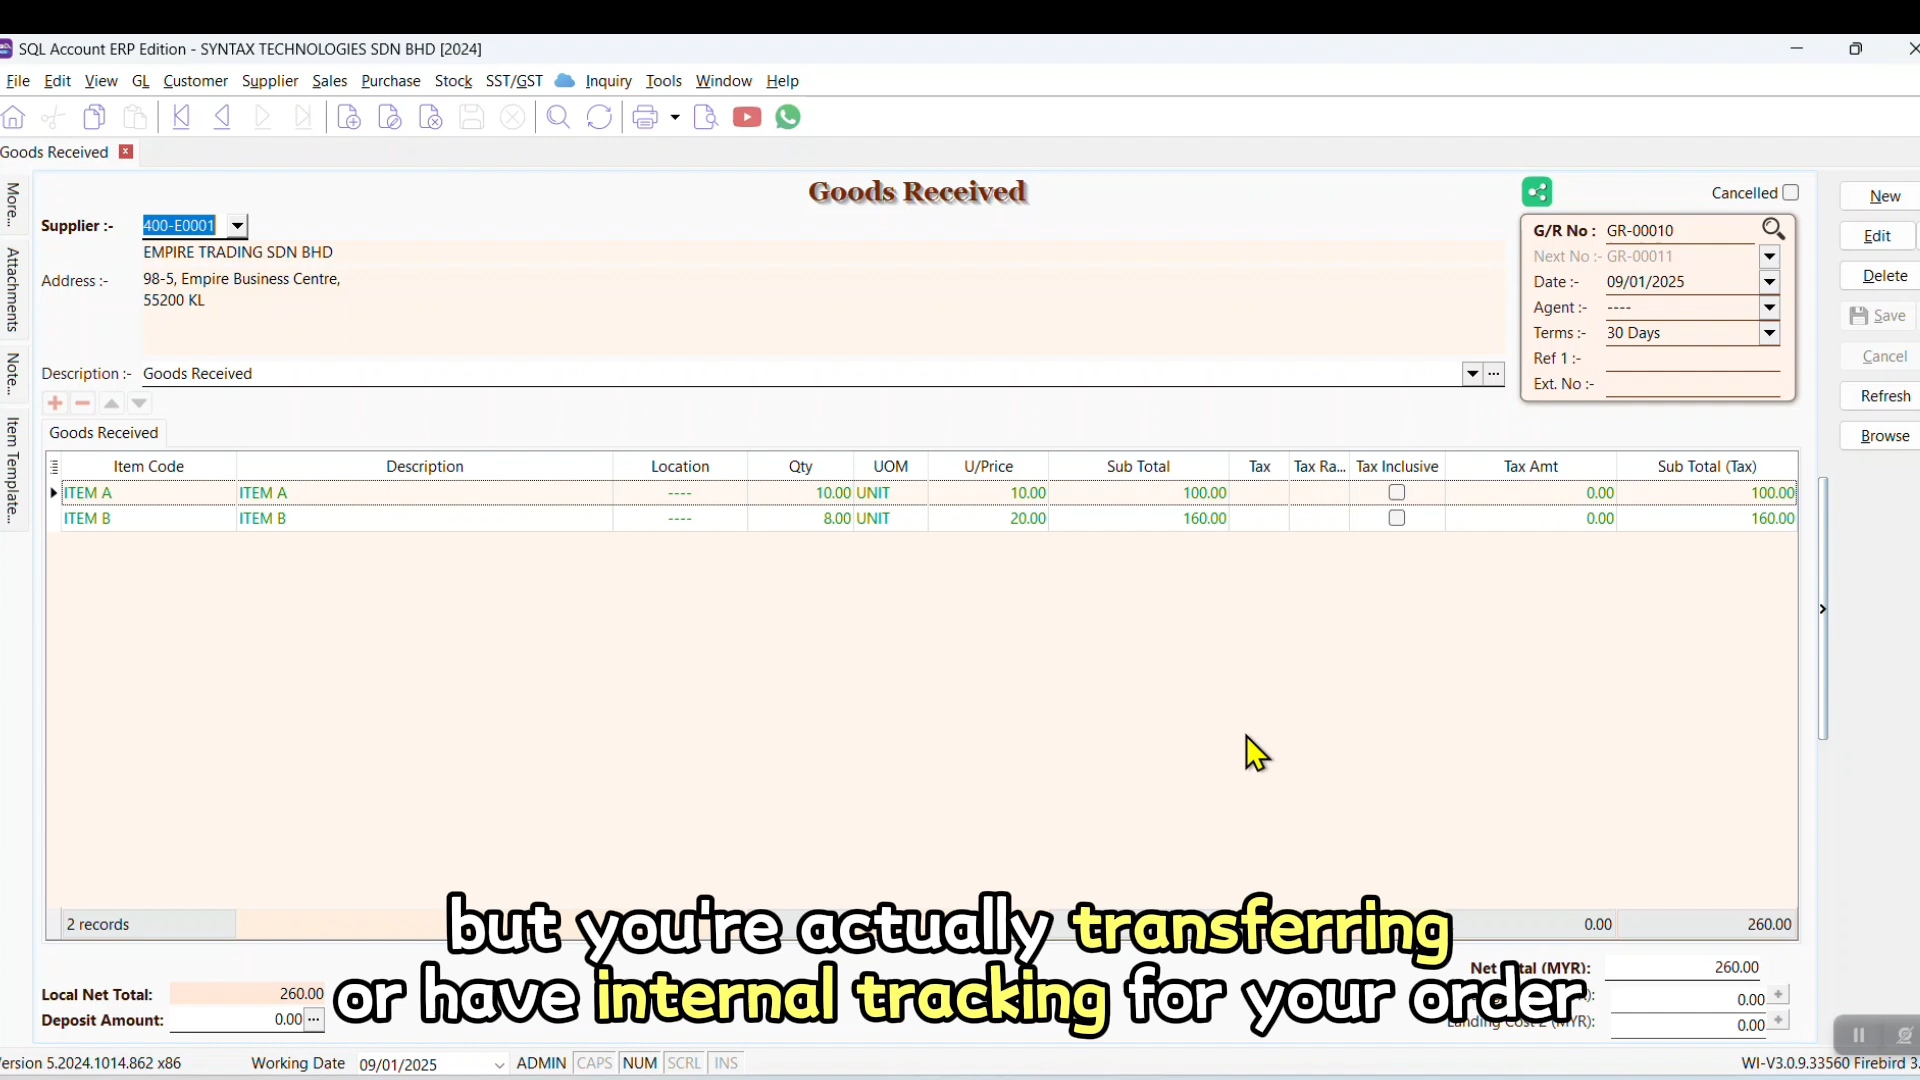 SQL Account ERP Edition - SYNTAX TECHNOLOGIES SDN BHD [2024]
File Edit View GL Customer Supplier Sales Purchase Stock SST/GST Inquiry Tools Window Help
Goods Received
Goods Received
Cancelled
New
Edit
Delete
Save
Cancel
Refresh
Browse
More...
Attachments
Note...
Item Template...
Supplier :- 400-E0001
EMPIRE TRADING SDN BHD
Address :- 98-5, Empire Business Centre,
55200 KL
Description :- Goods Received
G/R No : GR-00010
Next No :- GR-00011
Date :- 09/01/2025
Agent :- ----
Terms :- 30 Days
Ref 1 :-
Ext. No :-
Goods Received
Item Code Description Location Qty UOM U/Price Sub Total Tax Tax Ra... Tax Inclusive Tax Amt Sub Total (Tax)
ITEM A ITEM A ---- 10.00 UNIT 10.00 100.00 0.00 100.00
ITEM B ITEM B ---- 8.00 UNIT 20.00 160.00 0.00 160.00
2 records 0.00 260.00
but you're actually transferring
or have internal tracking for your order
Local Net Total: 260.00
Deposit Amount: 0.00
(MYR): 260.00
0.00
0.00
ersion 5.2024.1014.862 x86 Working Date 09/01/2025 ADMIN CAPS NUM SCRL INS WI-V3.0.9.33560 Firebird 3.